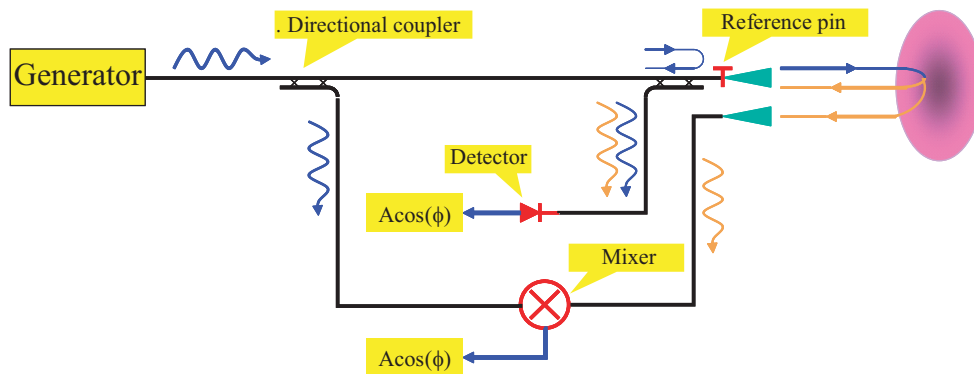 . Directional coupler
Reference pin
Generator
Detector
Acos(ϕ)
Mixer
Acos(ϕ)